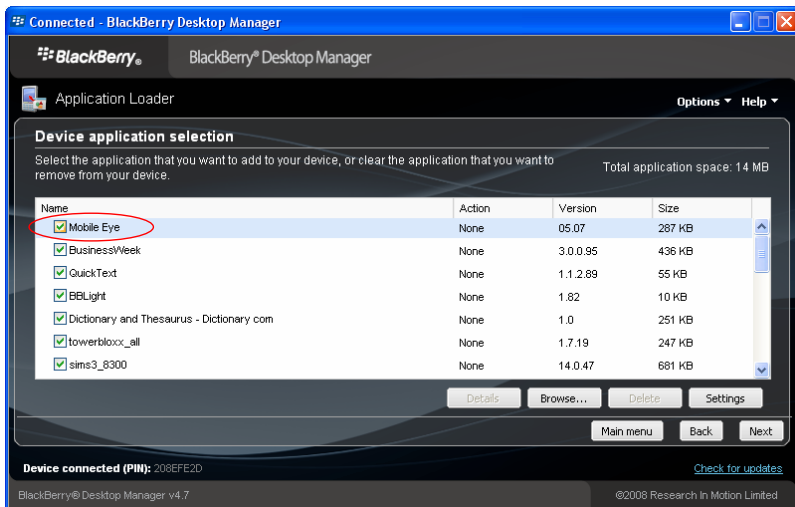 Connected - BlackBerry Desktop Manager
BlackBerry® BlackBerry® Desktop Manager
Application Loader Options Help
Device application selection
Select the application that you want to add to your device, or clear the application that you want to
remove from your device.
Total application space: 14 MB
Name Action Version Size
Mobile Eye None 05.07 287 KB
BusinessWeek None 3.0.0.95 436 KB
QuickText None 1.1.2.89 55 KB
BBLight None 1.82 10 KB
Dictionary and Thesaurus - Dictionary com None 1.0 251 KB
towerbloxx_all None 1.7.19 247 KB
sims3_8300 None 14.0.47 681 KB
Details Browse... Delete Settings
Main menu Back Next
Device connected (PIN): 208EFE2D Check for updates
BlackBerry® Desktop Manager v4.7 ©2008 Research In Motion Limited